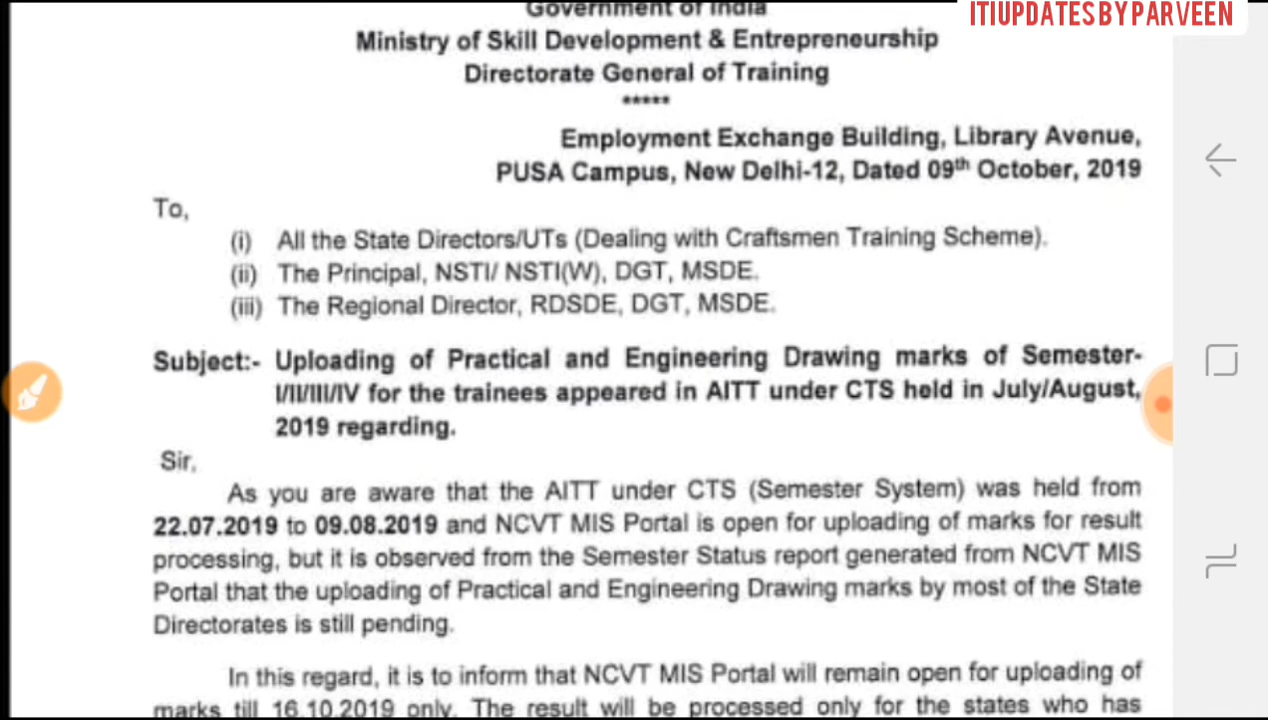 Government of India
ITIUPDATES BY PARVEEN
Ministry of Skill Development & Entrepreneurship
Directorate General of Training
*****
Employment Exchange Building, Library Avenue,
PUSA Campus, New Delhi-12, Dated 09th October, 2019
To,
(i) All the State Directors/UTs (Dealing with Craftsmen Training Scheme).
(ii) The Principal, NSTI/ NSTI(W), DGT, MSDE.
(iii) The Regional Director, RDSDE, DGT, MSDE.
Subject:- Uploading of Practical and Engineering Drawing marks of Semester-
I/II/III/IV for the trainees appeared in AITT under CTS held in July/August,
2019 regarding.
Sir,
As you are aware that the AITT under CTS (Semester System) was held from
22.07.2019 to 09.08.2019 and NCVT MIS Portal is open for uploading of marks for result
processing, but it is observed from the Semester Status report generated from NCVT MIS
Portal that the uploading of Practical and Engineering Drawing marks by most of the State
Directorates is still pending.
In this regard, it is to inform that NCVT MIS Portal will remain open for uploading of
marks till 16.10.2019 only. The result will be processed only for the states who has